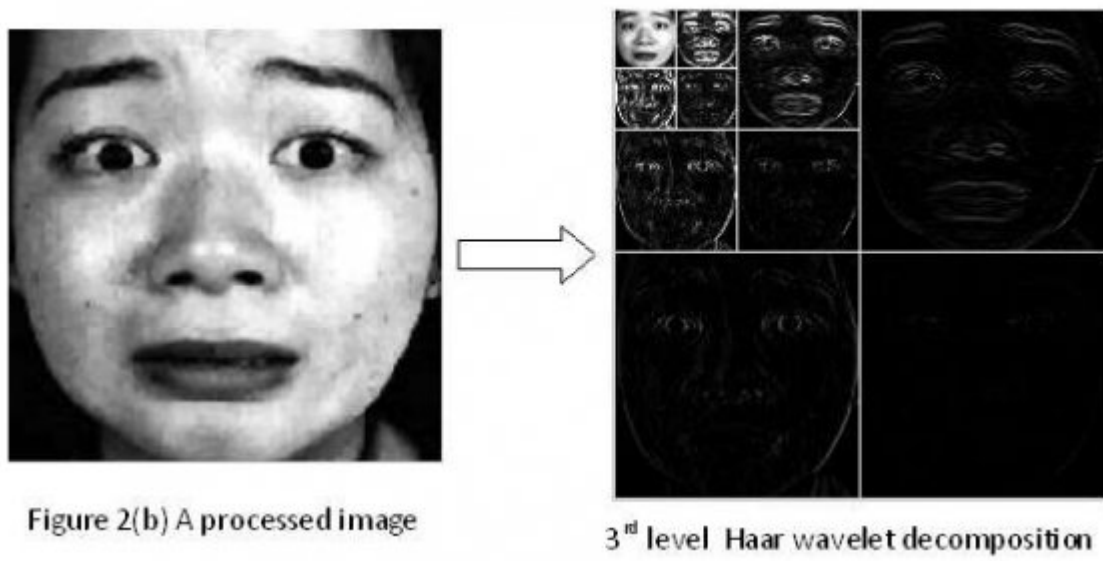 Figure 2(b) A processed image
3rd level Haar wavelet decomposition